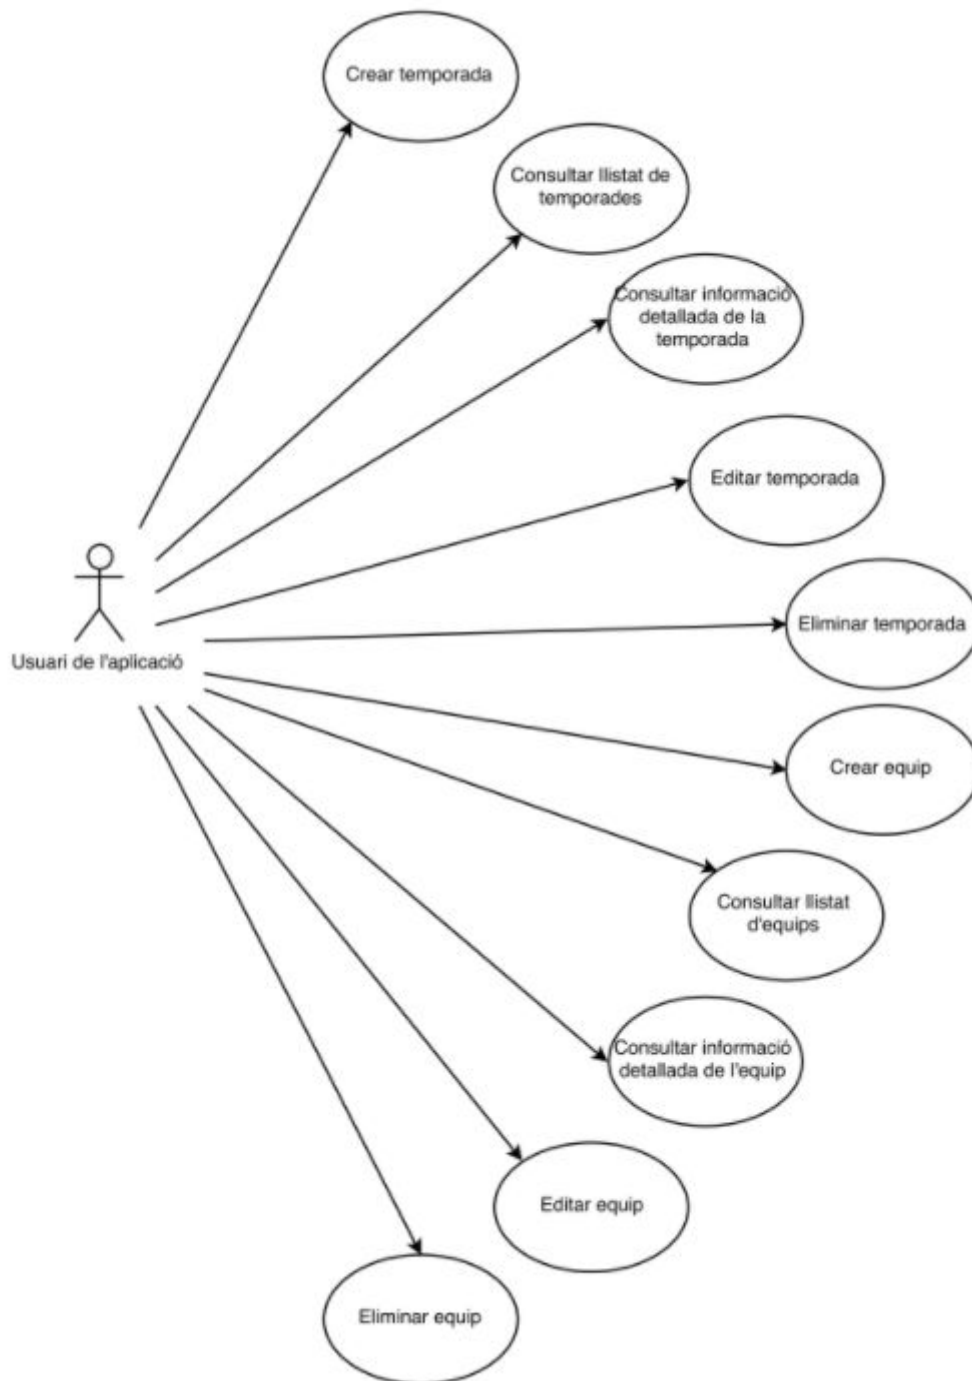 Crear temporada
Consultar llistat de
temporades
Consultar informació
detallada de la
temporada
Editar temporada
Eliminar temporada
Usuari de l'aplicació
Crear equip
Consultar llistat
d'equips
Consultar informació
detallada de l'equip
Editar equip
Eliminar equip